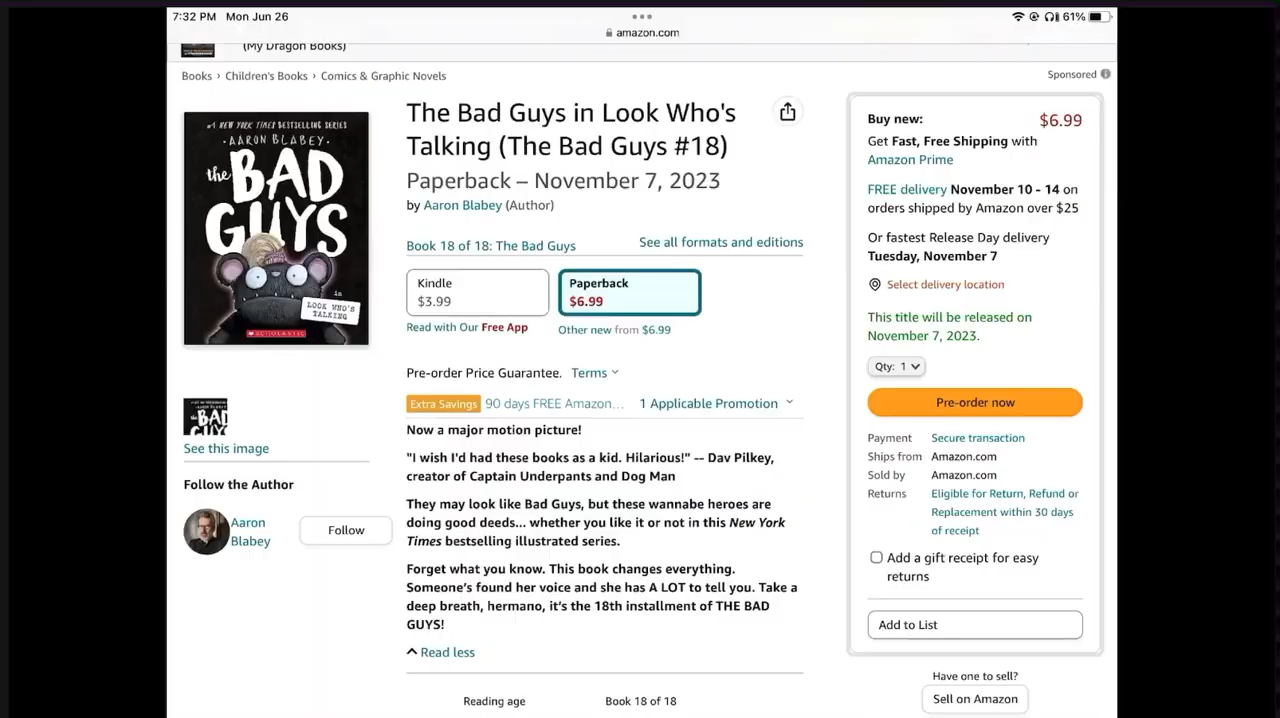 7:32 PM Mon Jun 26
61%
amazon.com
(My Dragon Books)
Books › Children's Books › Comics & Graphic Novels
Sponsored
#1 NEW YORK TIMES BESTSELLING SERIES
·AARON BLABEY·
the BAD
GUYS
in
LOOK WHO'S
TALKING
SCHOLASTIC
See this image
Follow the Author
Aaron
Blabey
Follow
The Bad Guys in Look Who's
Talking (The Bad Guys #18)
Paperback – November 7, 2023
by Aaron Blabey (Author)
Book 18 of 18: The Bad Guys
See all formats and editions
Kindle
$3.99
Read with Our Free App
Paperback
$6.99
Other new from $6.99
Pre-order Price Guarantee. Terms
Extra Savings 90 days FREE Amazon... 1 Applicable Promotion
Now a major motion picture!
"I wish I'd had these books as a kid. Hilarious!" -- Dav Pilkey,
creator of Captain Underpants and Dog Man
They may look like Bad Guys, but these wannabe heroes are
doing good deeds... whether you like it or not in this New York
Times bestselling illustrated series.
Forget what you know. This book changes everything.
Someone's found her voice and she has A LOT to tell you. Take a
deep breath, hermano, it's the 18th installment of THE BAD
GUYS!
Read less
Reading age
Book 18 of 18
Buy new: $6.99
Get Fast, Free Shipping with
Amazon Prime
FREE delivery November 10 - 14 on
orders shipped by Amazon over $25
Or fastest Release Day delivery
Tuesday, November 7
Select delivery location
This title will be released on
November 7, 2023.
Qty: 1
Pre-order now
Payment Secure transaction
Ships from Amazon.com
Sold by Amazon.com
Returns Eligible for Return, Refund or
Replacement within 30 days
of receipt
Add a gift receipt for easy
returns
Add to List
Have one to sell?
Sell on Amazon